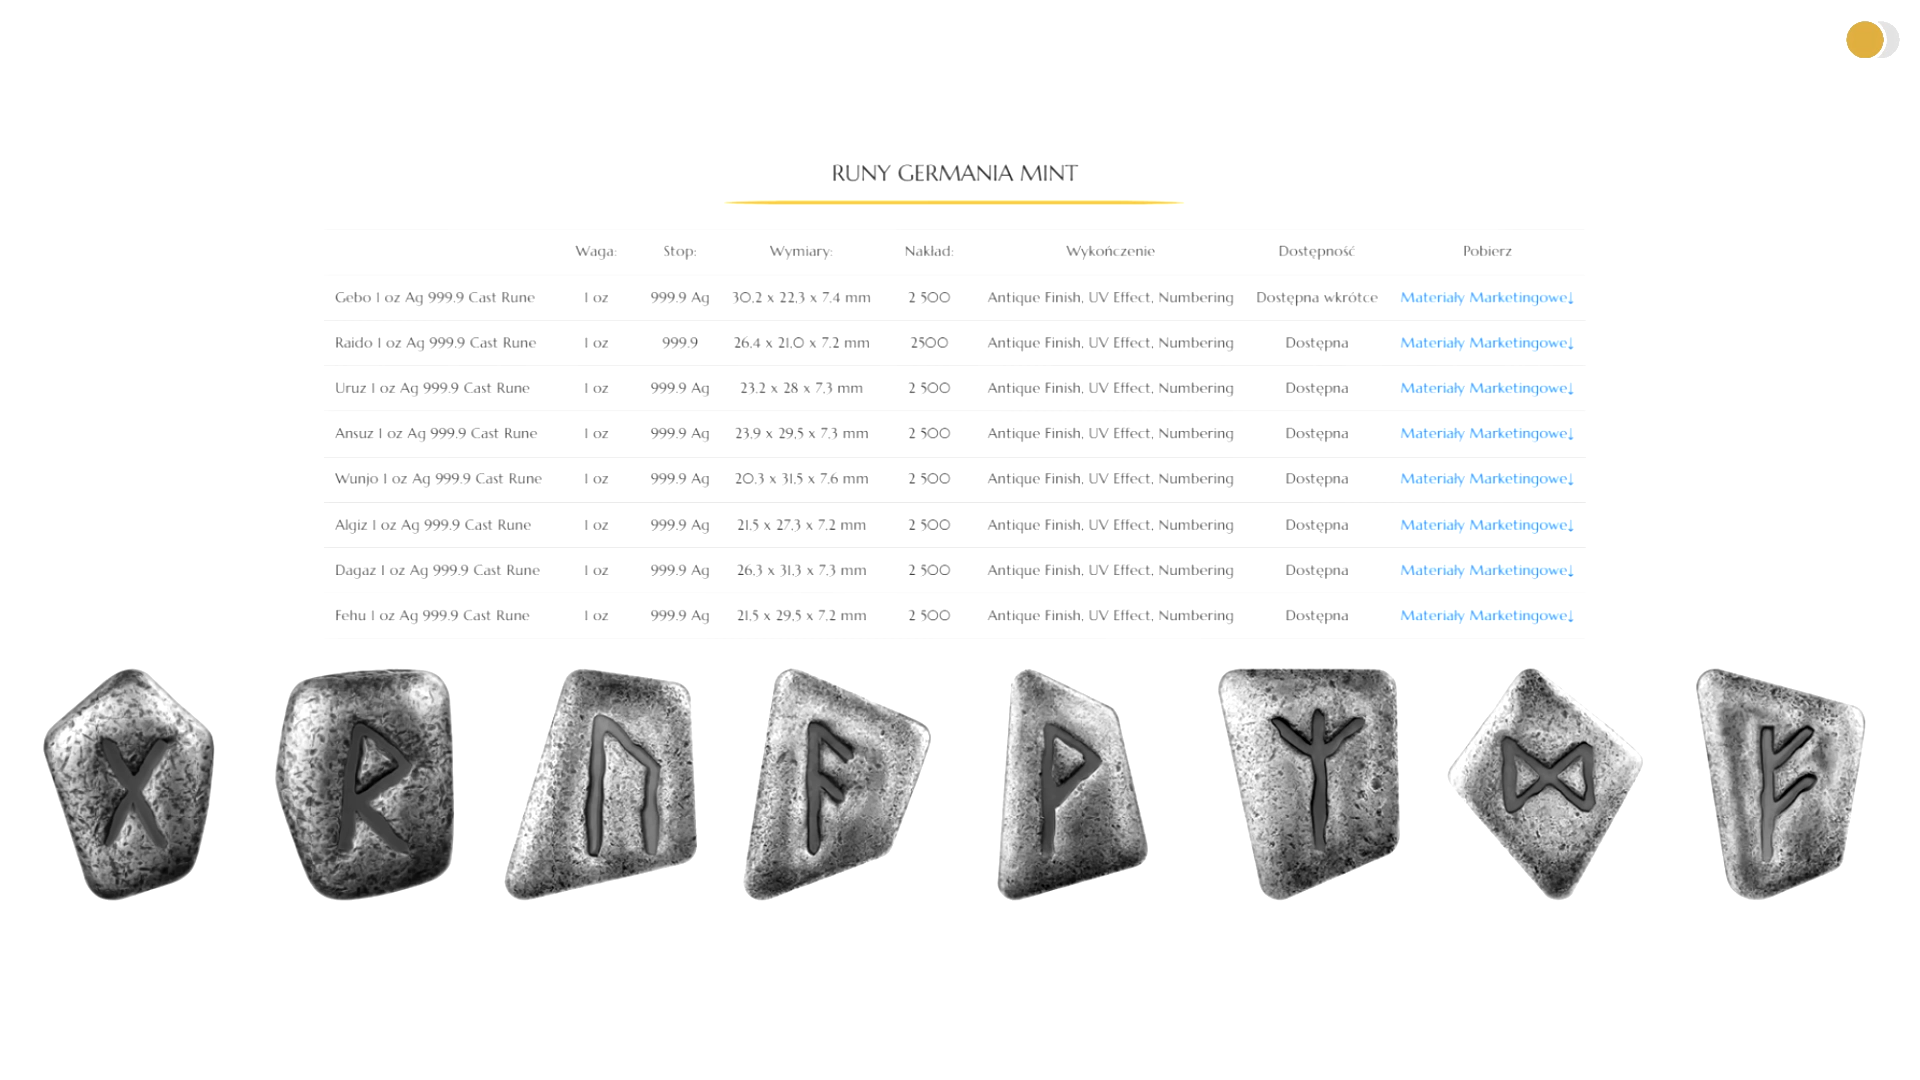 RUNY GERMANIA MINT
Waga: Stop: Wymiary: Nakład: Wykończenie Dostępność Pobierz
Gebo 1 oz Ag 999.9 Cast Rune 1 oz 999.9 Ag 30.2 x 22.3 x 7.4 mm 2 500 Antique Finish, UV Effect, Numbering Dostępna wkrótce Materiały Marketingowe↓
Raido 1 oz Ag 999.9 Cast Rune 1 oz 999.9 26.4 x 21.0 x 7.2 mm 2500 Antique Finish, UV Effect, Numbering Dostępna Materiały Marketingowe↓
Uruz 1 oz Ag 999.9 Cast Rune 1 oz 999.9 Ag 23.2 x 28 x 7.3 mm 2 500 Antique Finish, UV Effect, Numbering Dostępna Materiały Marketingowe↓
Ansuz 1 oz Ag 999.9 Cast Rune 1 oz 999.9 Ag 23.9 x 29.5 x 7.3 mm 2 500 Antique Finish, UV Effect, Numbering Dostępna Materiały Marketingowe↓
Wunjo 1 oz Ag 999.9 Cast Rune 1 oz 999.9 Ag 20.3 x 31.5 x 7.6 mm 2 500 Antique Finish, UV Effect, Numbering Dostępna Materiały Marketingowe↓
Algiz 1 oz Ag 999.9 Cast Rune 1 oz 999.9 Ag 21.5 x 27.3 x 7.2 mm 2 500 Antique Finish, UV Effect, Numbering Dostępna Materiały Marketingowe↓
Dagaz 1 oz Ag 999.9 Cast Rune 1 oz 999.9 Ag 26.3 x 31.3 x 7.3 mm 2 500 Antique Finish, UV Effect, Numbering Dostępna Materiały Marketingowe↓
Fehu 1 oz Ag 999.9 Cast Rune 1 oz 999.9 Ag 21.5 x 29.5 x 7.2 mm 2 500 Antique Finish, UV Effect, Numbering Dostępna Materiały Marketingowe↓
ᚷ ᚱ ᚢ ᚨ ᚹ ᛉ ᛞ ᚠ